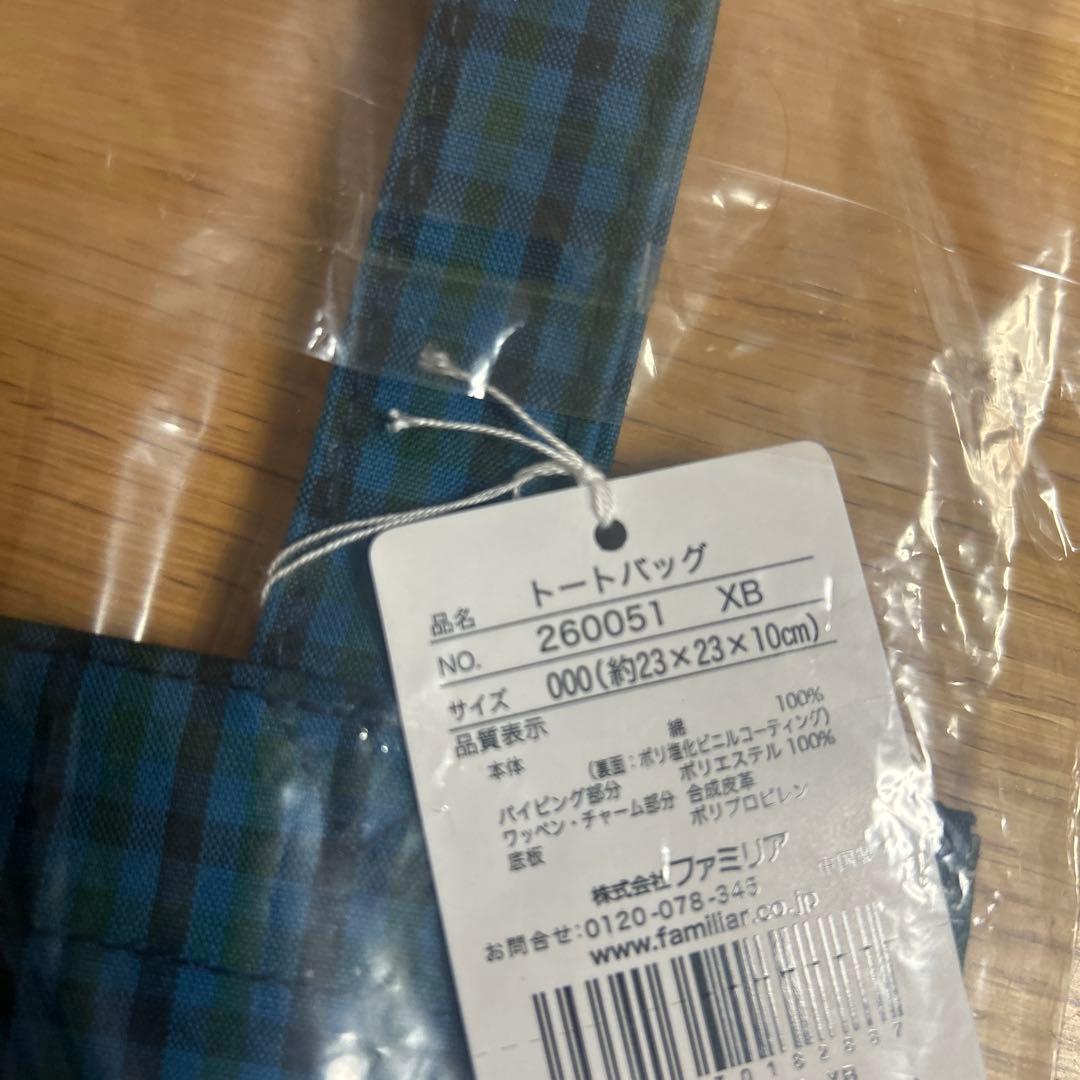 品名 トートバッグ
NO. 260051 XB
サイズ 000(約23×23×10cm)
品質表示
本体 綿 100%
(裏面:ポリ塩化ビニルコーティング)
パイピング部分 ポリエステル 100%
ワッペン・チャーム部分 合成皮革
底板 ポリプロピレン
株式会社ファミリア 中国製
お問合せ:0120-078-345
www.familiar.co.jp
XB